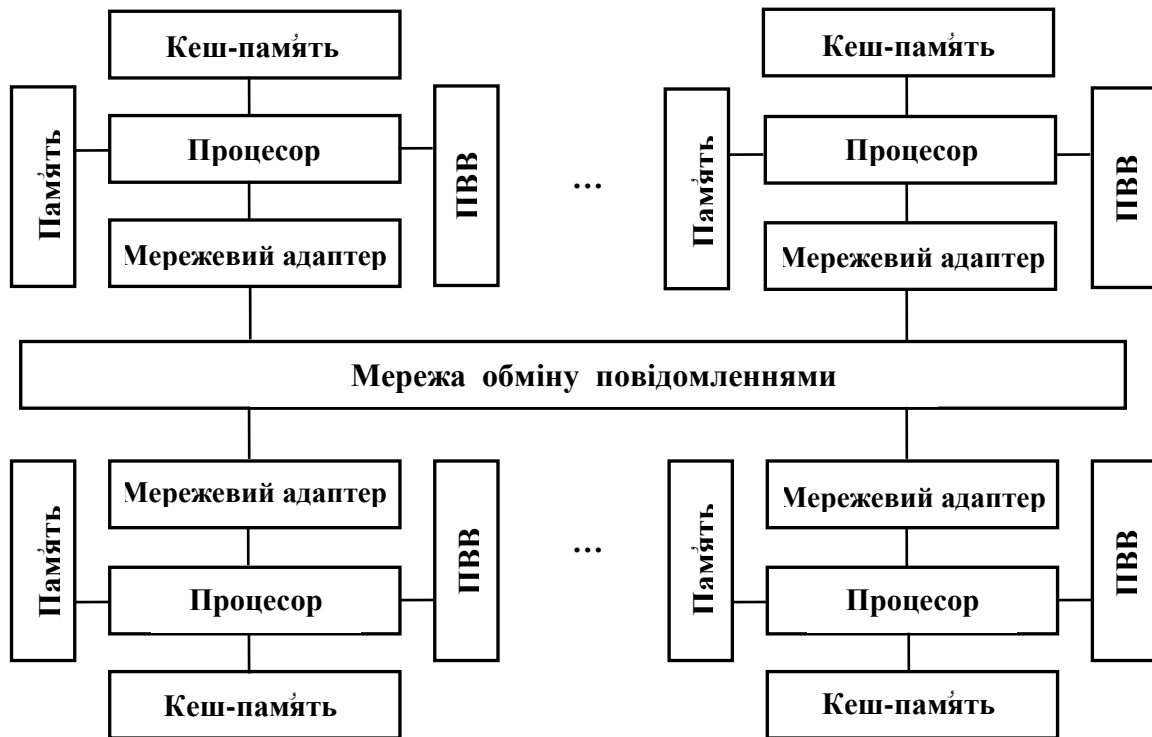 Кеш-пам'ять
Кеш-пам'ять
Пам'ять
Процесор
ПВВ
...
Пам'ять
Процесор
ПВВ
Мережевий адаптер
Мережевий адаптер
Мережа обміну повідомленнями
Пам'ять
Мережевий адаптер
ПВВ
...
Пам'ять
Мережевий адаптер
ПВВ
Процесор
Процесор
Кеш-пам'ять
Кеш-пам'ять